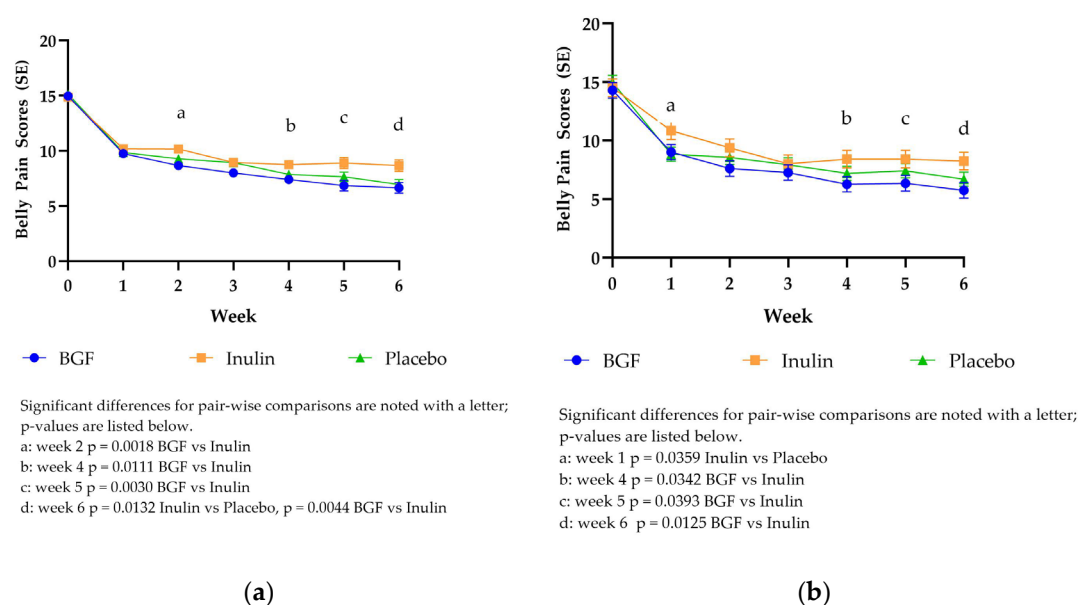 20
15
10
5
0
Belly Pain Scores (SE)
a
b
c
d
0 1 2 3 4 5 6
Week
BGF Inulin Placebo
Significant differences for pair-wise comparisons are noted with a letter;
p-values are listed below.
a: week 2 p = 0.0018 BGF vs Inulin
b: week 4 p = 0.0111 BGF vs Inulin
c: week 5 p = 0.0030 BGF vs Inulin
d: week 6 p = 0.0132 Inulin vs Placebo, p = 0.0044 BGF vs Inulin
(a)
20
15
10
5
0
Belly Pain Scores (SE)
a
b
c
d
0 1 2 3 4 5 6
Week
BGF Inulin Placebo
Significant differences for pair-wise comparisons are noted with a letter;
p-values are listed below.
a: week 1 p = 0.0359 Inulin vs Placebo
b: week 4 p = 0.0342 BGF vs Inulin
c: week 5 p = 0.0393 BGF vs Inulin
d: week 6 p = 0.0125 BGF vs Inulin
(b)